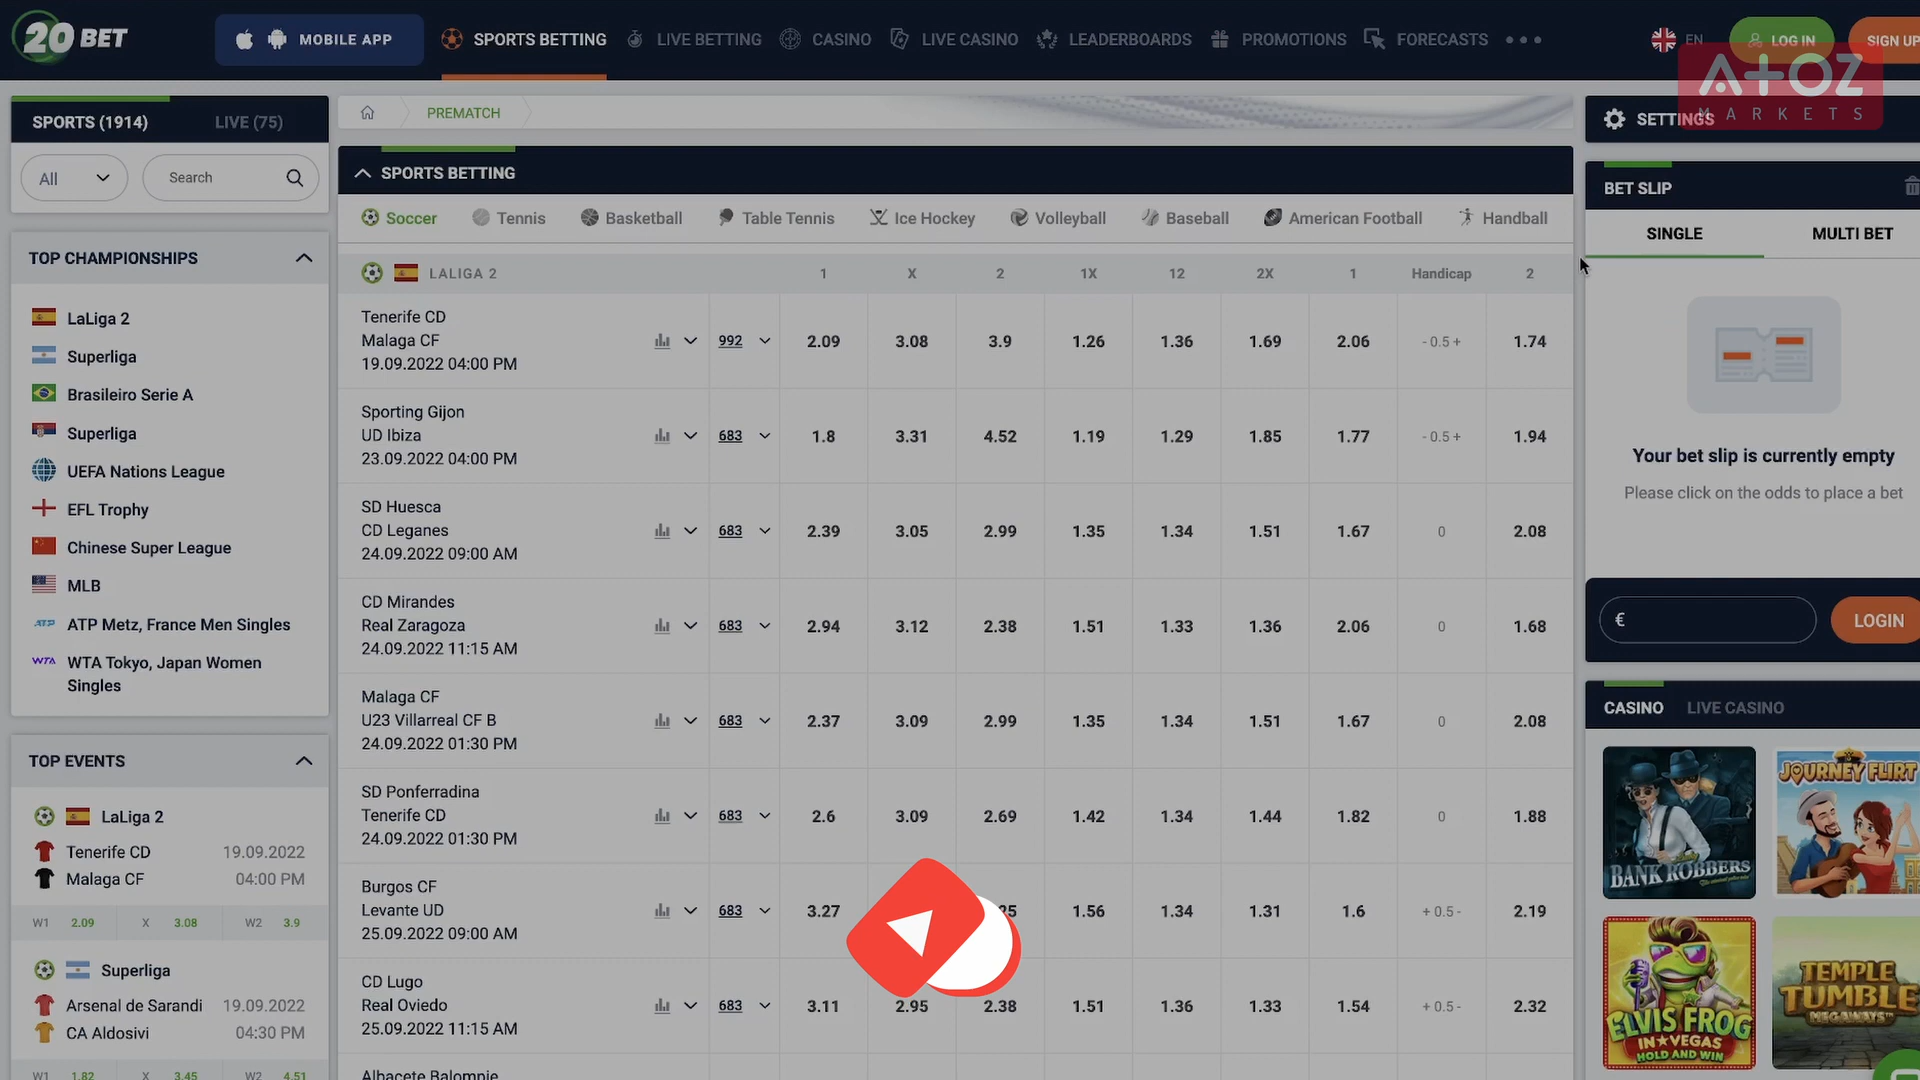 20 BET
MOBILE APP
SPORTS BETTING
LIVE BETTING
CASINO
LIVE CASINO
LEADERBOARDS
PROMOTIONS
FORECASTS
EN
LOG IN
SIGN UP
ATOZ
MARKETS
SPORTS (1914)
LIVE (75)
All
Search
TOP CHAMPIONSHIPS
LaLiga 2
Superliga
Brasileiro Serie A
Superliga
UEFA Nations League
EFL Trophy
Chinese Super League
MLB
ATP ATP Metz, France Men Singles
WTA WTA Tokyo, Japan Women
Singles
TOP EVENTS
LaLiga 2
Tenerife CD 19.09.2022
Malaga CF 04:00 PM
W1 2.09 X 3.08 W2 3.9
Superliga
Arsenal de Sarandi 19.09.2022
CA Aldosivi 04:30 PM
W1 1.82 X 3.45 W2 4.51
PREMATCH
SPORTS BETTING
Soccer Tennis Basketball Table Tennis Ice Hockey Volleyball Baseball American Football Handball
LALIGA 2 1 X 2 1X 12 2X 1 Handicap 2
Tenerife CD
Malaga CF 992 2.09 3.08 3.9 1.26 1.36 1.69 2.06 - 0.5 + 1.74
19.09.2022 04:00 PM
Sporting Gijon
UD Ibiza 683 1.8 3.31 4.52 1.19 1.29 1.85 1.77 - 0.5 + 1.94
23.09.2022 04:00 PM
SD Huesca
CD Leganes 683 2.39 3.05 2.99 1.35 1.34 1.51 1.67 0 2.08
24.09.2022 09:00 AM
CD Mirandes
Real Zaragoza 683 2.94 3.12 2.38 1.51 1.33 1.36 2.06 0 1.68
24.09.2022 11:15 AM
Malaga CF
U23 Villarreal CF B 683 2.37 3.09 2.99 1.35 1.34 1.51 1.67 0 2.08
24.09.2022 01:30 PM
SD Ponferradina
Tenerife CD 683 2.6 3.09 2.69 1.42 1.34 1.44 1.82 0 1.88
24.09.2022 01:30 PM
Burgos CF
Levante UD 683 3.27 1.56 1.34 1.31 1.6 + 0.5 - 2.19
25.09.2022 09:00 AM
CD Lugo
Real Oviedo 683 3.11 2.95 2.38 1.51 1.36 1.33 1.54 + 0.5 - 2.32
25.09.2022 11:15 AM
Albacete Balompie
SETTINGS
BET SLIP
SINGLE MULTI BET
Your bet slip is currently empty
Please click on the odds to place a bet
€ LOGIN
CASINO LIVE CASINO
BANK ROBBERS
JOURNEY FLIRT
ELVIS FROG
IN VEGAS
HOLD AND WIN
TEMPLE
TUMBLE
MEGAWAYS